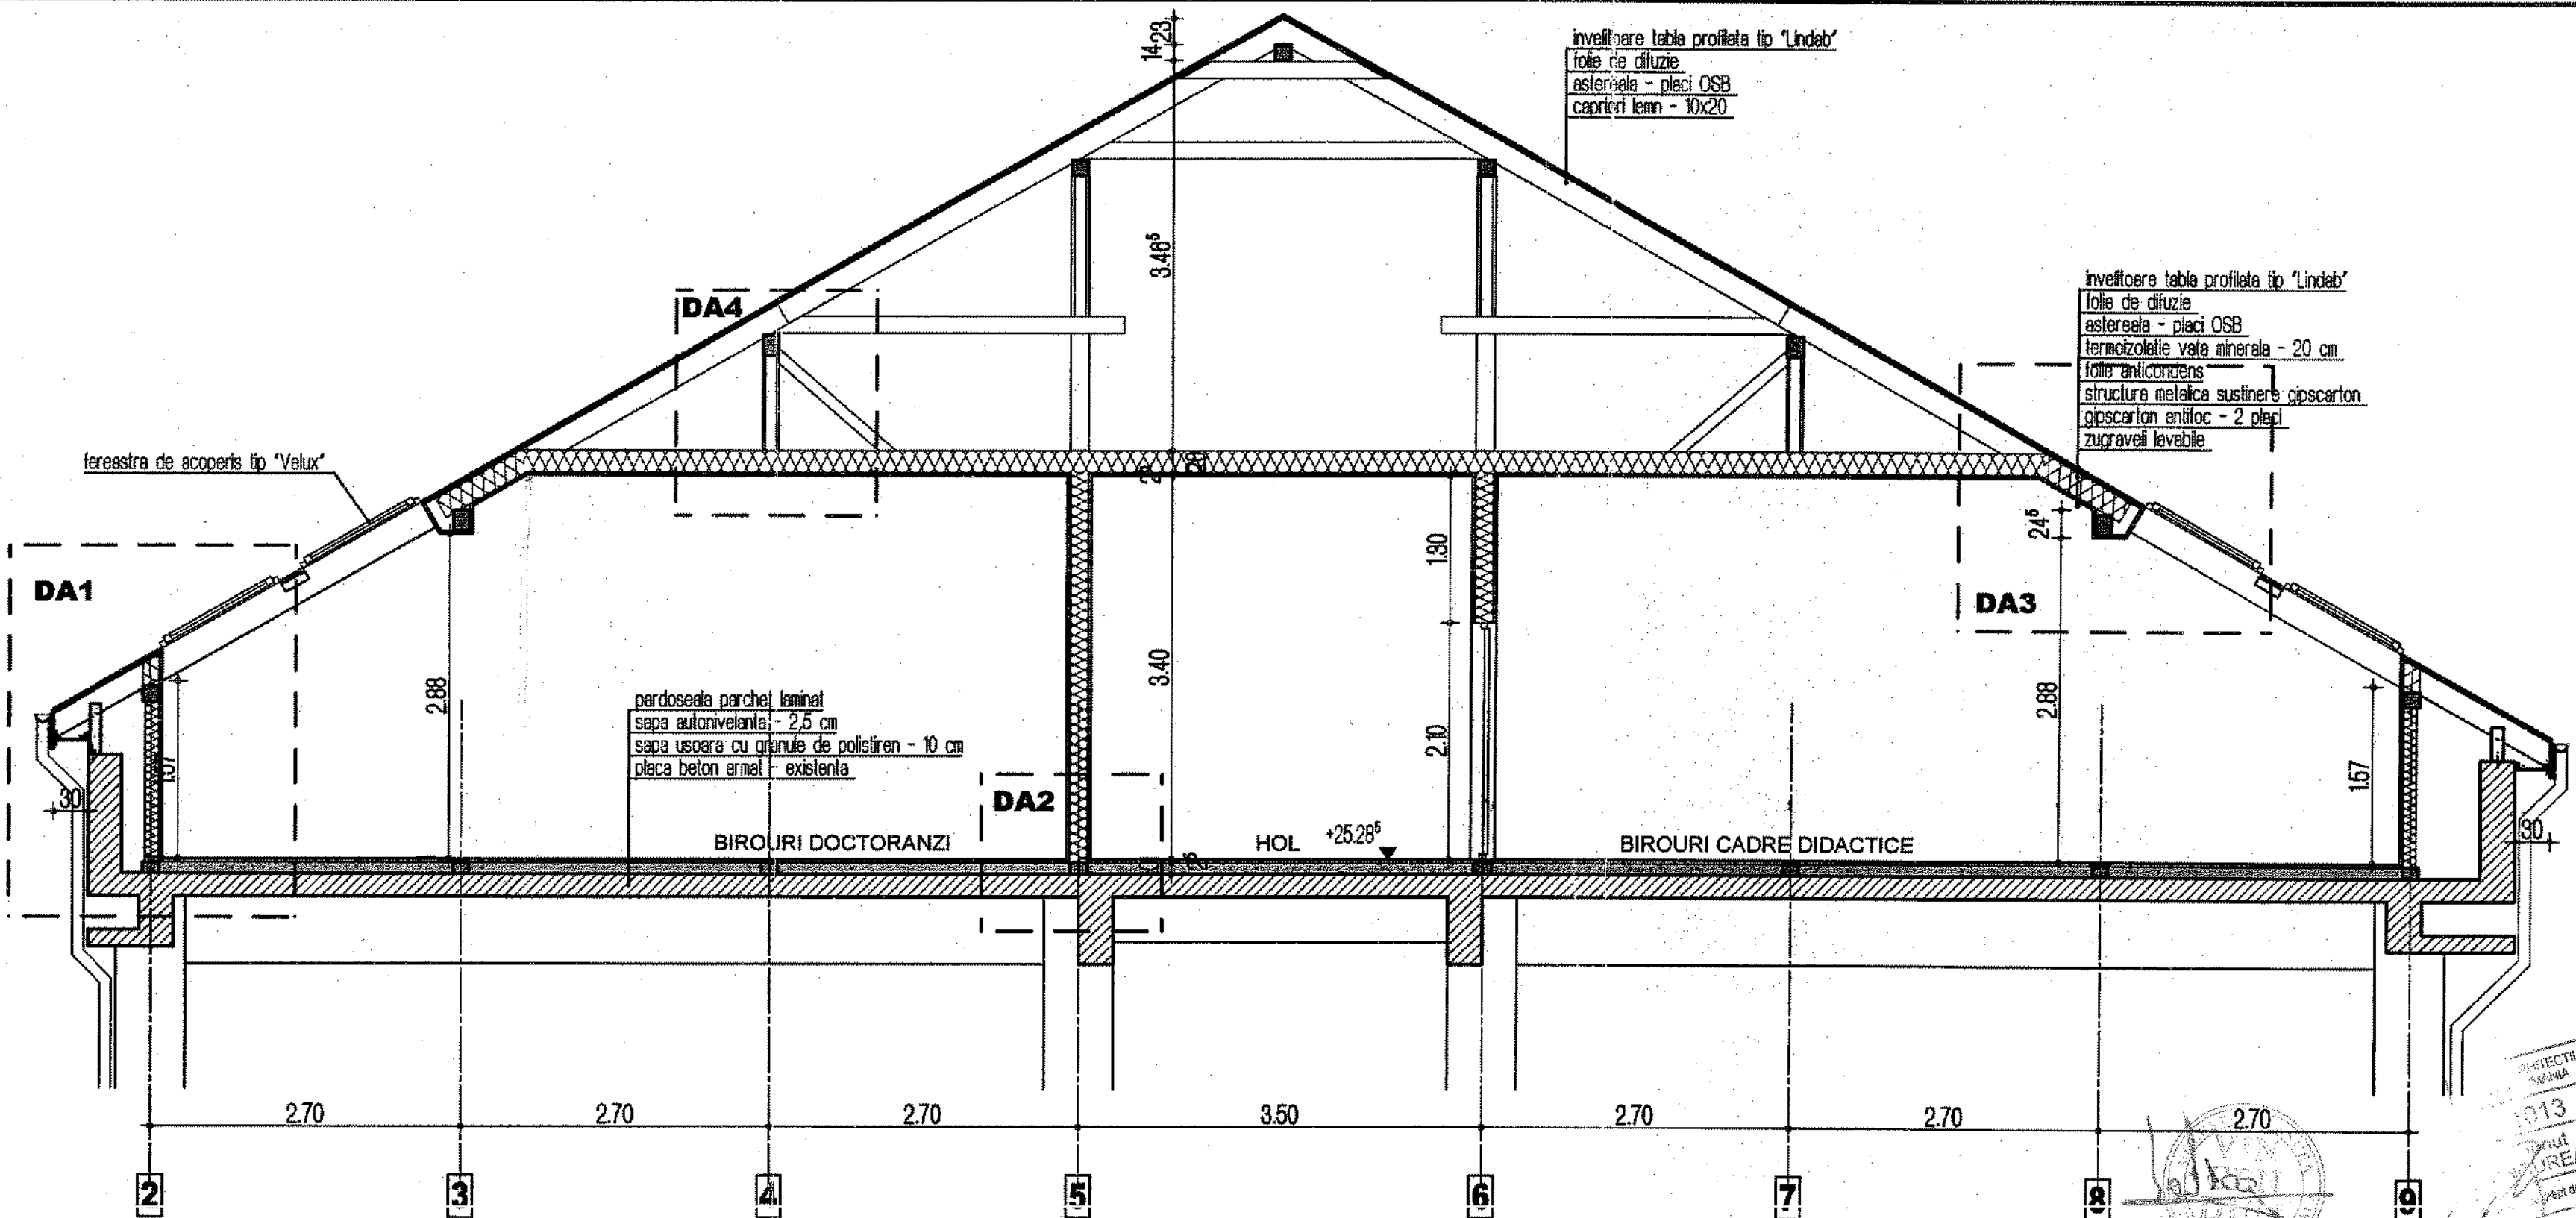 23
14
invelitoare tabla profilata tip "Lindab"
folie de difuzie
astereala - placi OSB
capriori lemn - 10x20
3.46⁵
DA4
invelitoare tabla profilata tip "Lindab"
folie de difuzie
astereala - placi OSB
termoizolatie vata minerala - 20 cm
folie anticondens
structura metalica sustinere gipscarton
gipscarton antifoc - 2 placi
zugraveli lavabile
fereastra de acoperis tip "Velux"
20
24⁵
1.30
DA1
DA3
2.88
3.40
2.88
pardoseala parchet laminat
sapa autonivelanta - 2,5 cm
sapa usoara cu granule de polistiren - 10 cm
placa beton armat - existenta
2.10
1.57
1.57
30
DA2
30
BIROURI DOCTORANZI
HOL
+25.28⁵
BIROURI CADRE DIDACTICE
2.70
2.70
2.70
3.50
2.70
2.70
2.70
2
3
4
5
6
7
8
9